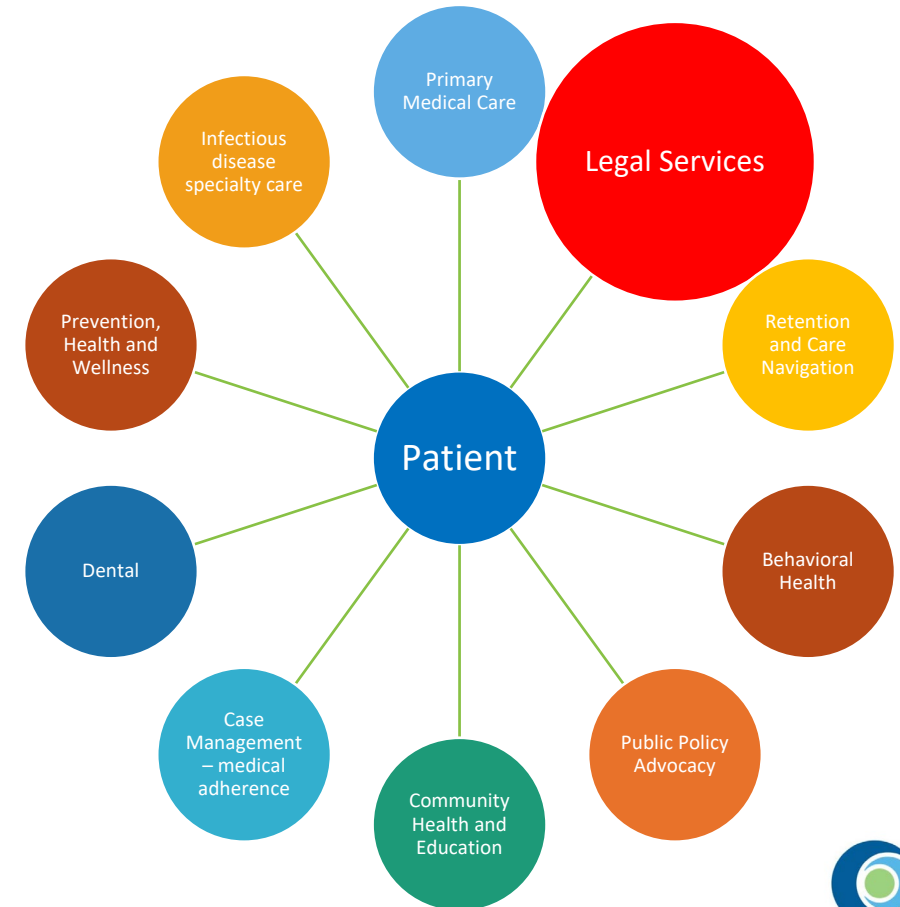 Primary
Medical Care
Legal Services
Infectious
disease
specialty care
Retention
and Care
Navigation
Prevention,
Health and
Wellness
Patient
Behavioral
Health
Dental
Public Policy
Advocacy
Case
Management
– medical
adherence
Community
Health and
Education